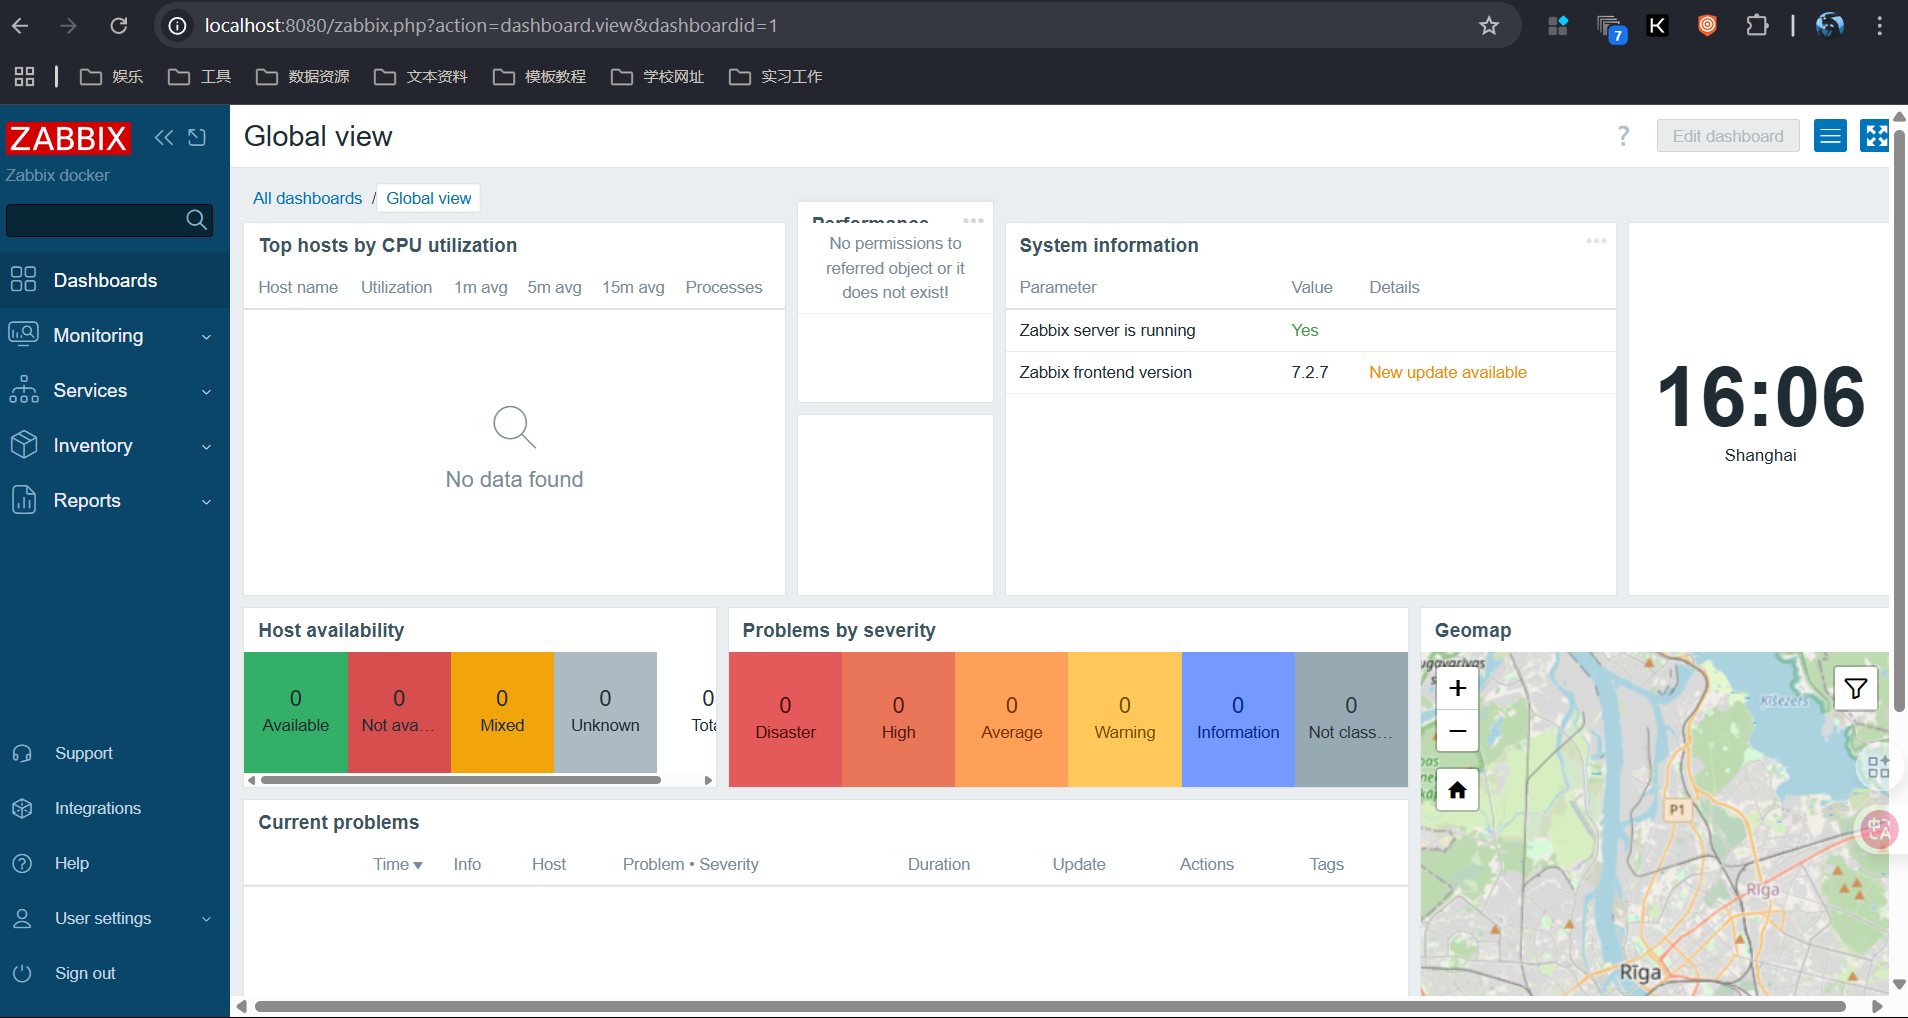 localhost:8080/zabbix.php?action=dashboard.view&dashboardid=1
7
K
娱乐
工具
数据资源
文本资料
模板教程
学校网址
实习工作
ZABBIX
Zabbix docker
Dashboards
Monitoring
Services
Inventory
Reports
Support
Integrations
Help
User settings
Sign out
Global view
?
Edit dashboard
All dashboards / Global view
Top hosts by CPU utilization
Host name Utilization 1m avg 5m avg 15m avg Processes
No data found
Performance
No permissions to
referred object or it
does not exist!
System information
Parameter Value Details
Zabbix server is running Yes
Zabbix frontend version 7.2.7 New update available
16:06
Shanghai
Host availability
0 Available
0 Not ava...
0 Mixed
0 Unknown
0 Tota
Problems by severity
0 Disaster
0 High
0 Average
0 Warning
0 Information
0 Not class...
Geomap
+
−
Ķīšezers
P1
Rīga
Rīga
中A
Current problems
Time Info Host Problem • Severity Duration Update Actions Tags